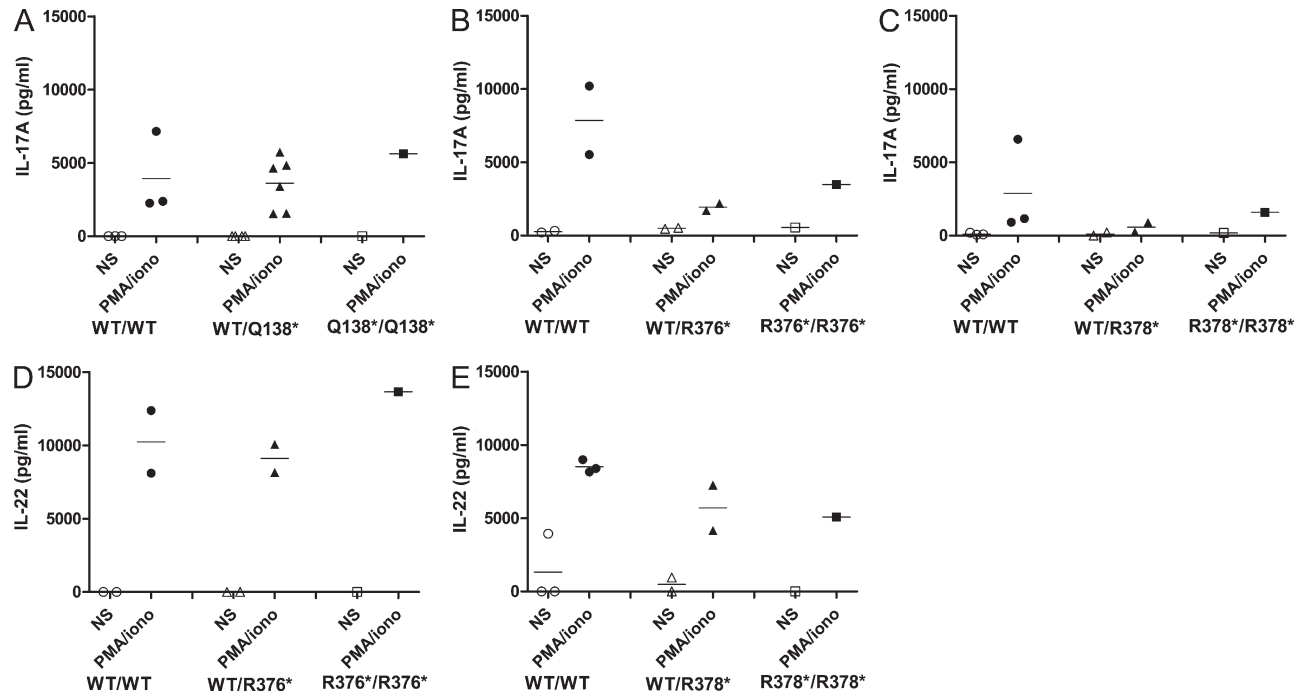 A
IL-17A (pg/ml)
15000
10000
5000
0
NS
PMA/iono
NS
PMA/iono
NS
PMA/iono
WT/WT
WT/Q138*
Q138*/Q138*
B
IL-17A (pg/ml)
15000
10000
5000
0
NS
PMA/iono
NS
PMA/iono
NS
PMA/iono
WT/WT
WT/R376*
R376*/R376*
C
IL-17A (pg/ml)
15000
10000
5000
0
NS
PMA/iono
NS
PMA/iono
NS
PMA/iono
WT/WT
WT/R378*
R378*/R378*
D
IL-22 (pg/ml)
15000
10000
5000
0
NS
PMA/iono
NS
PMA/iono
NS
PMA/iono
WT/WT
WT/R376*
R376*/R376*
E
IL-22 (pg/ml)
15000
10000
5000
0
NS
PMA/iono
NS
PMA/iono
NS
PMA/iono
WT/WT
WT/R378*
R378*/R378*